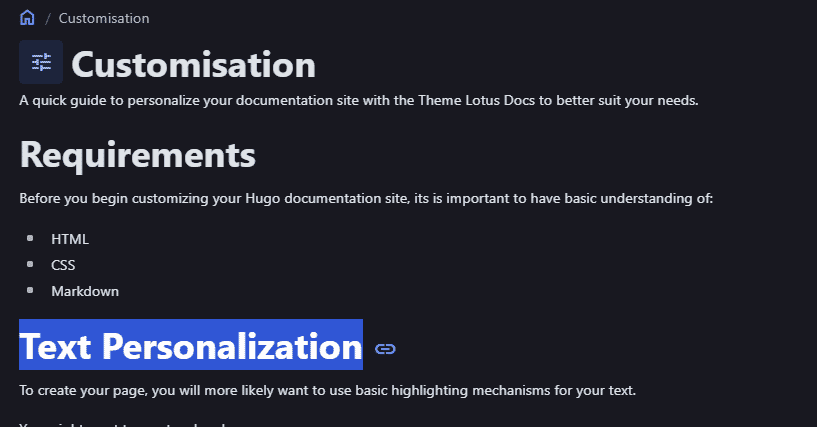 / Customisation
Customisation
A quick guide to personalize your documentation site with the Theme Lotus Docs to better suit your needs.
Requirements
Before you begin customizing your Hugo documentation site, its is important to have basic understanding of:
HTML
CSS
Markdown
Text Personalization
To create your page, you will more likely want to use basic highlighting mechanisms for your text.